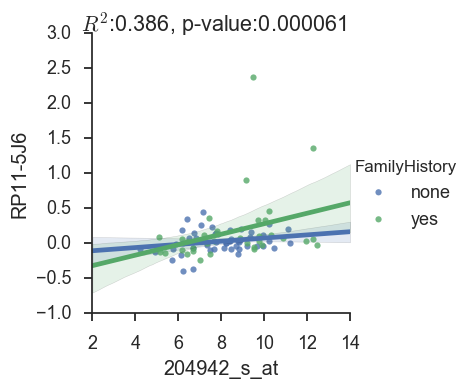 R²:0.386, p-value:0.000061
3.0
2.5
2.0
1.5
1.0
0.5
0.0
−0.5
−1.0
RP11-5J6
2 4 6 8 10 12 14
204942_s_at
FamilyHistory
none
yes